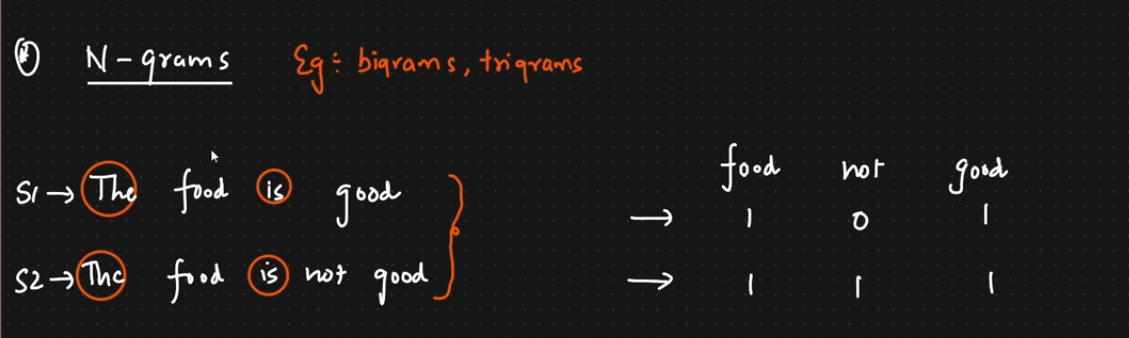 N-grams Eg: bigrams, trigrams
food not good
S1 → The food is good → 1 0 1
S2 → The food is not good → 1 1 1